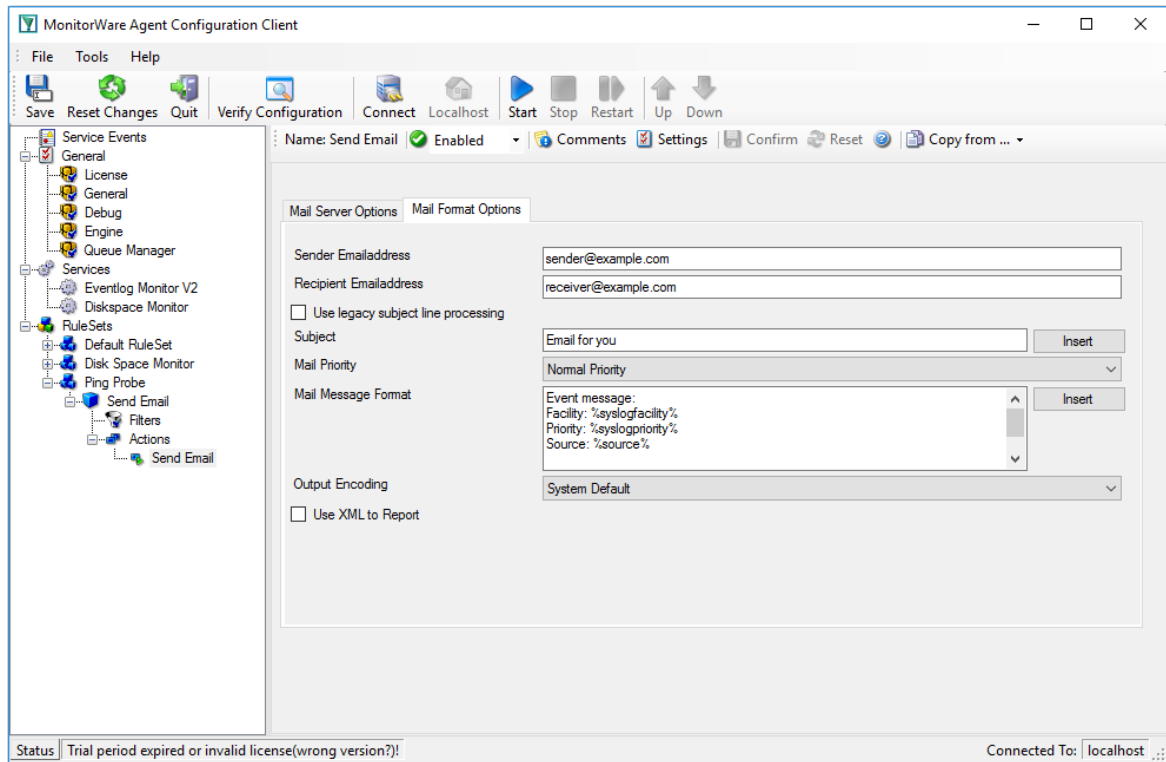 MonitorWare Agent Configuration Client
File Tools Help
Save Reset Changes Quit Verify Configuration Connect Localhost Start Stop Restart Up Down
Service Events
General
License
General
Debug
Engine
Queue Manager
Services
Eventlog Monitor V2
Diskspace Monitor
RuleSets
Default RuleSet
Disk Space Monitor
Ping Probe
Send Email
Filters
Actions
Send Email
Name: Send Email Enabled Comments Settings Confirm Reset Copy from ...
Mail Server Options Mail Format Options
Sender Emailaddress sender@example.com
Recipient Emailaddress receiver@example.com
Use legacy subject line processing
Subject Email for you Insert
Mail Priority Normal Priority
Mail Message Format Event message: Insert
Facility: %syslogfacility%
Priority: %syslogpriority%
Source: %source%
Output Encoding System Default
Use XML to Report
Status Trial period expired or invalid license(wrong version?)! Connected To: localhost